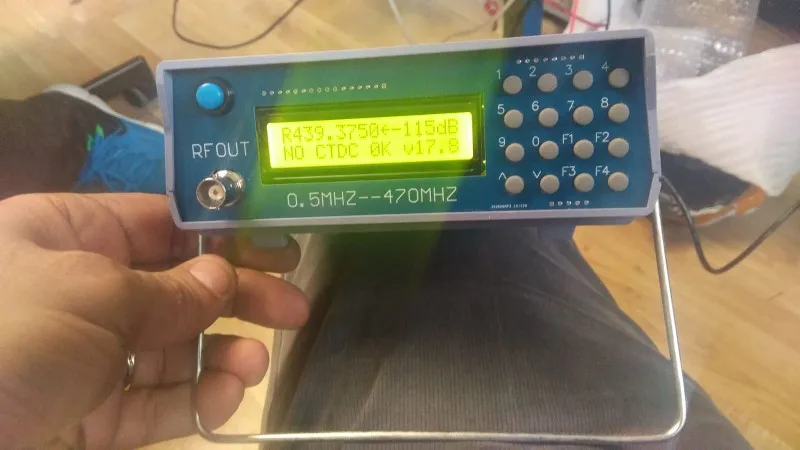 R439.3750←-115dB
NO CTDC 0K v17.8
RFOUT
0.5MHZ--470MHZ
1 2 3 4
5 6 7 8
9 0 F1 F2
^ v F3 F4